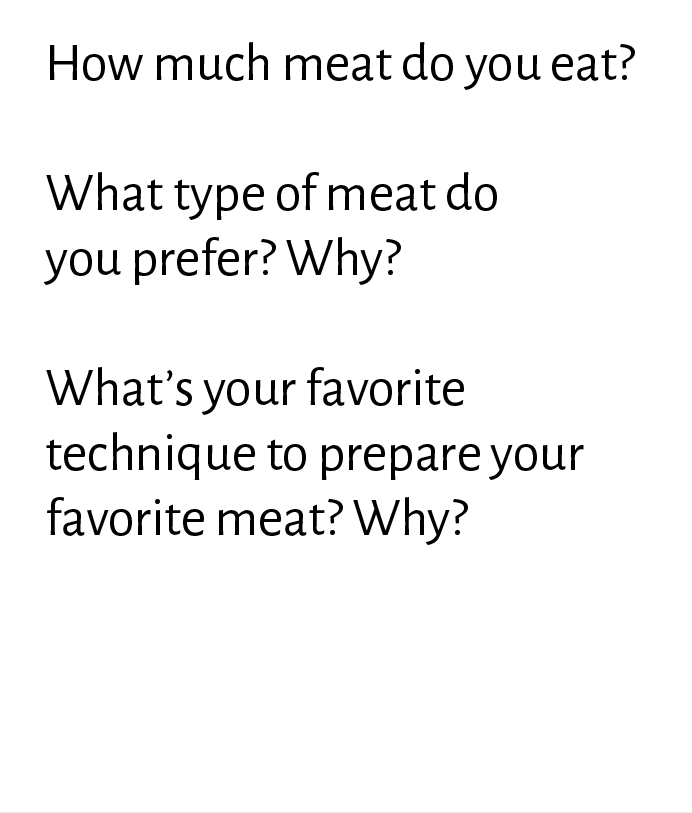 How much meat do you eat?
What type of meat do
you prefer? Why?
What’s your favorite
technique to prepare your
favorite meat? Why?